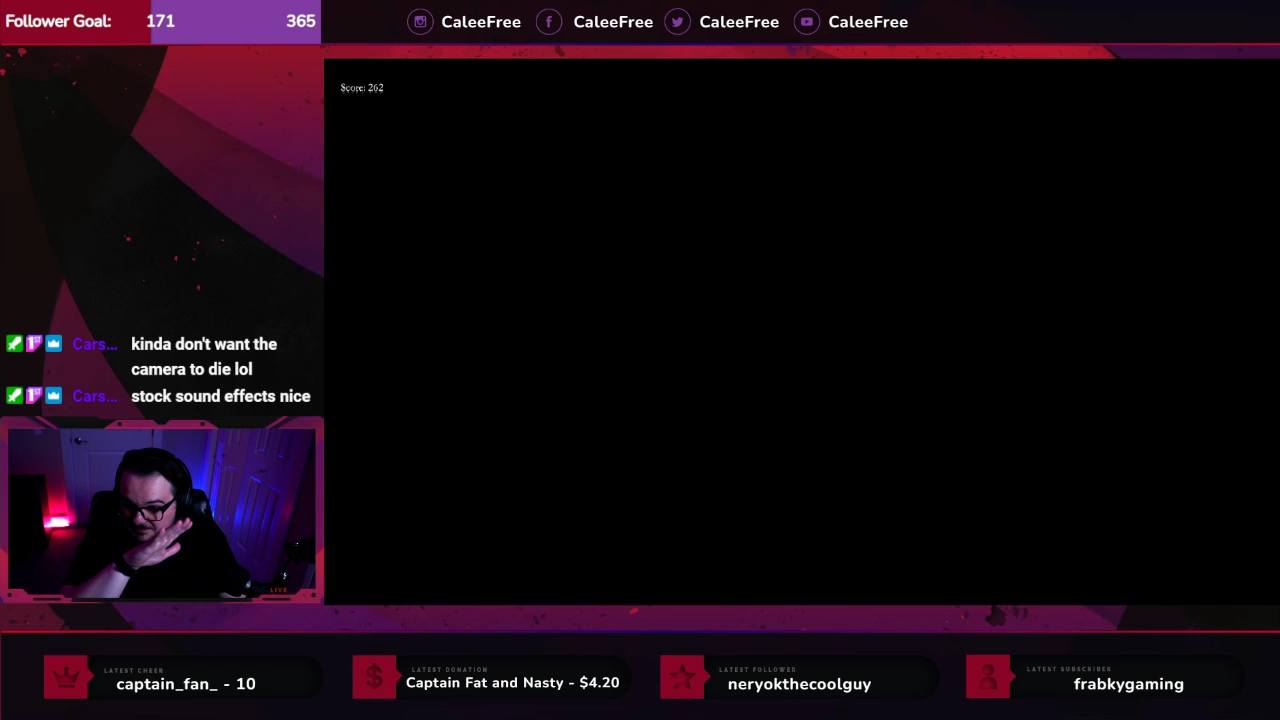 Follower Goal: 171 365
CaleeFree CaleeFree CaleeFree CaleeFree
Score: 262
Cars... kinda don't want the
camera to die lol
Cars... stock sound effects nice
LIVE
LATEST CHEER
captain_fan_ - 10
LATEST DONATION
Captain Fat and Nasty - $4.20
LATEST FOLLOWER
neryokthecoolguy
LATEST SUBSCRIBER
frabkygaming